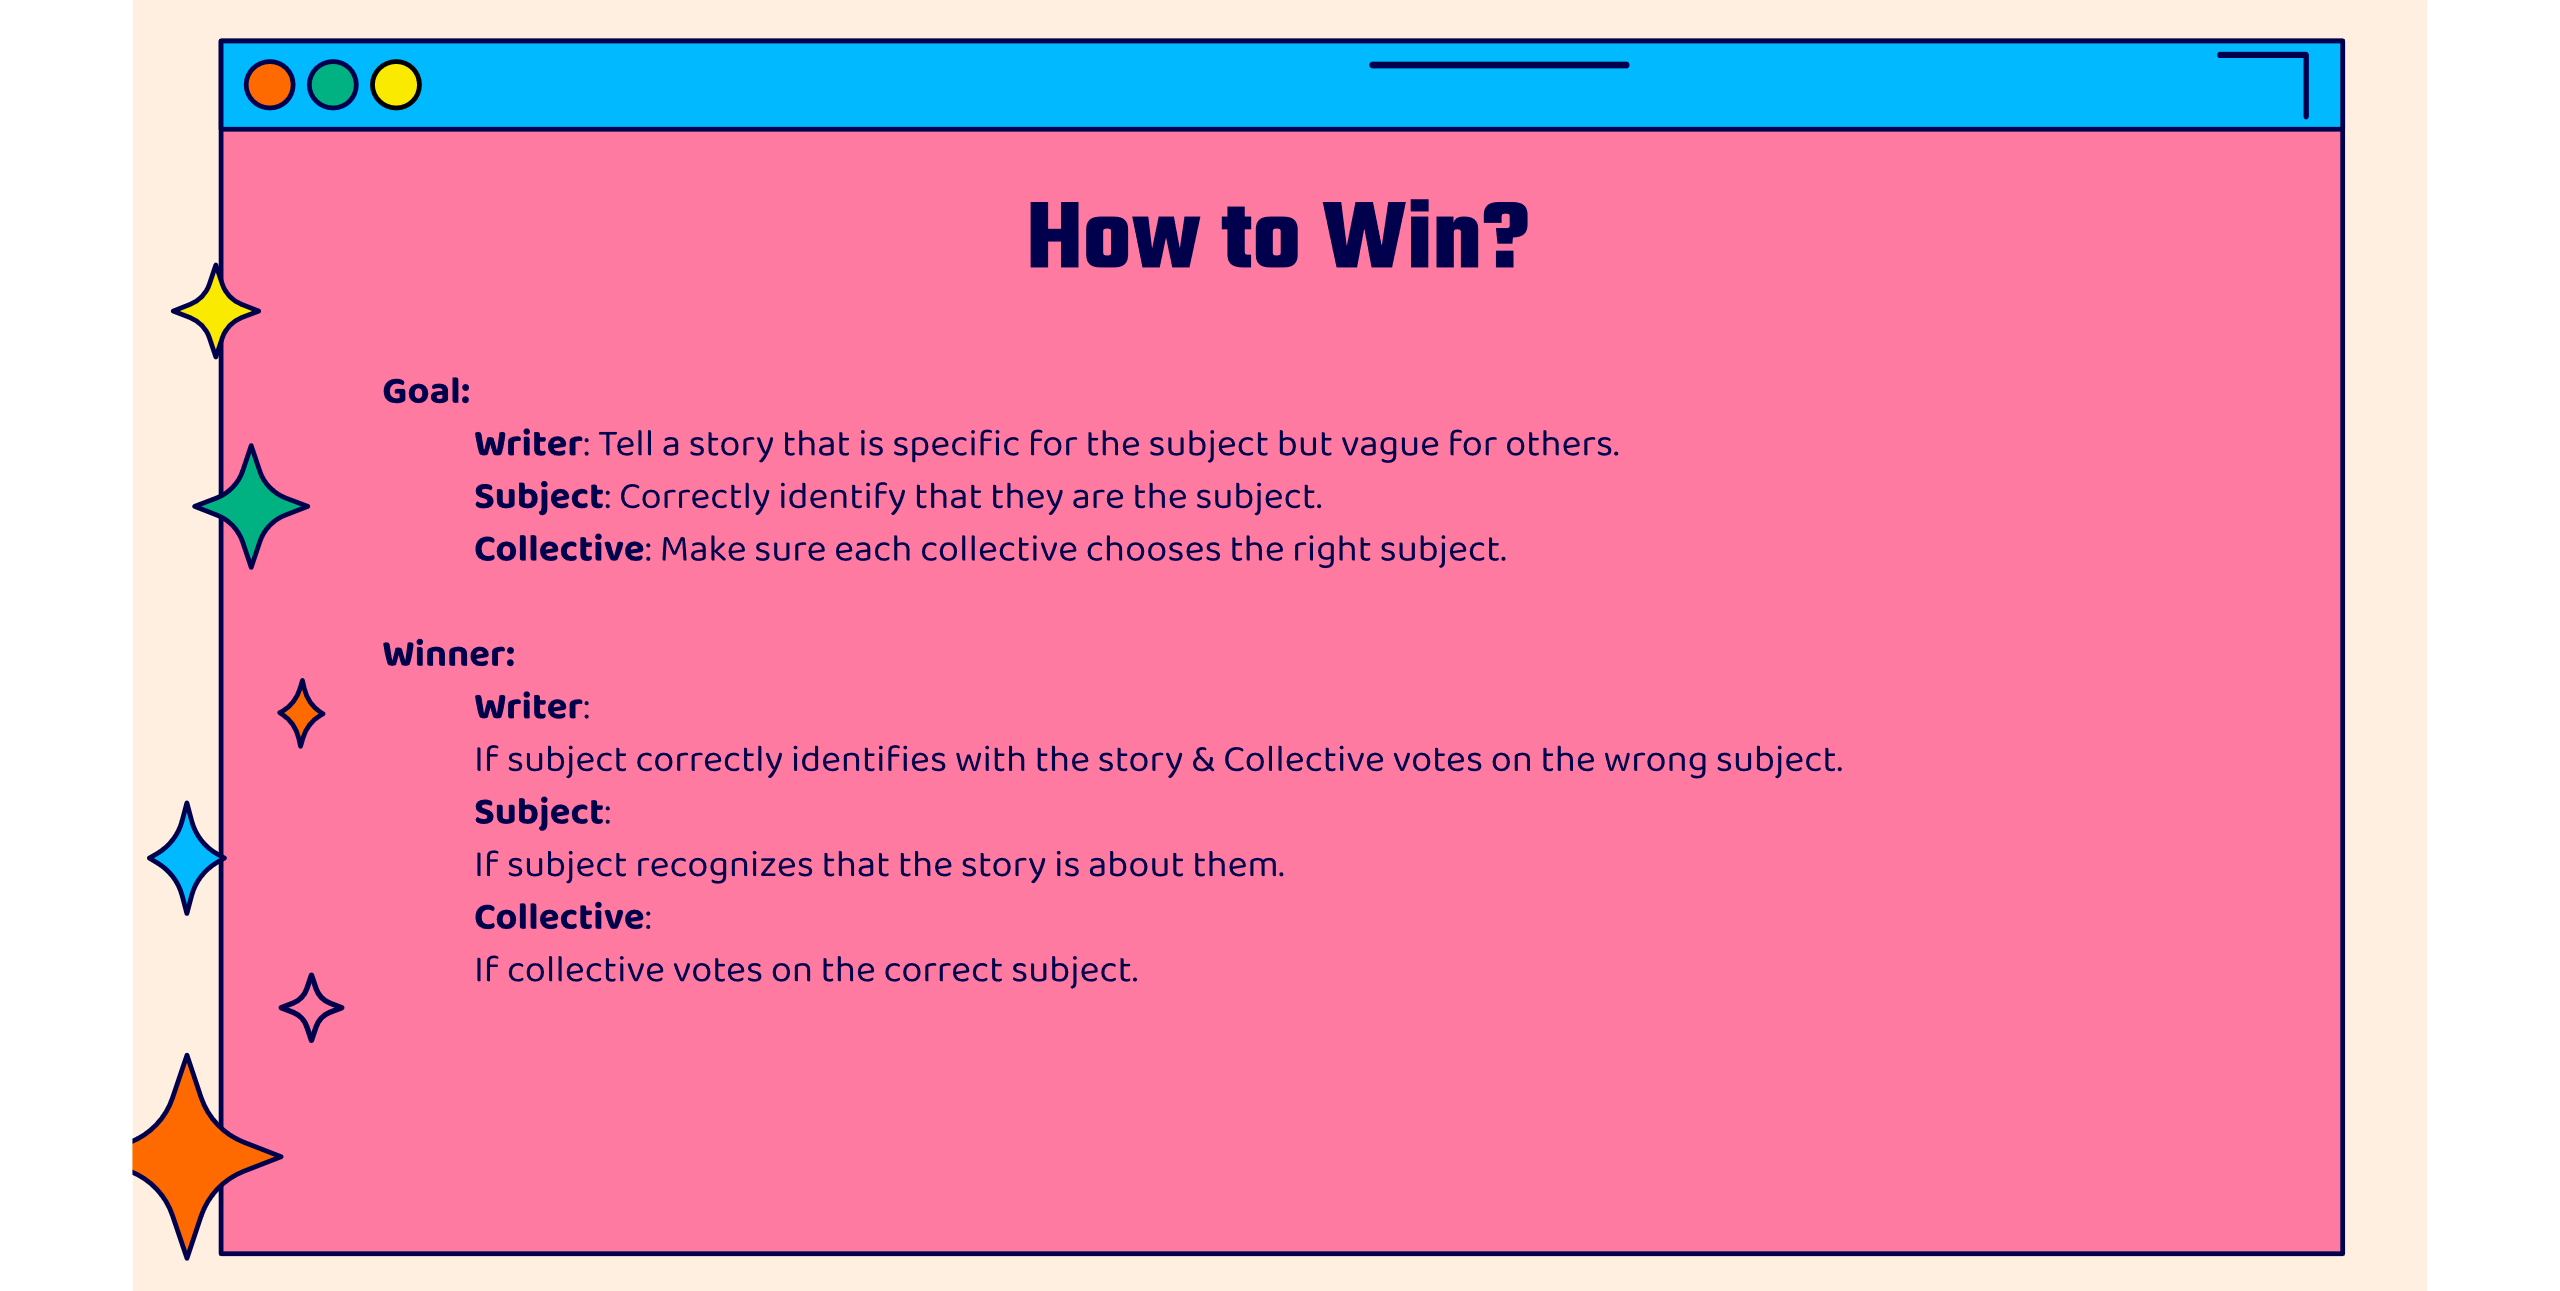 How to Win?
Goal:
Writer: Tell a story that is specific for the subject but vague for others.
Subject: Correctly identify that they are the subject.
Collective: Make sure each collective chooses the right subject.
Winner:
Writer:
If subject correctly identifies with the story & Collective votes on the wrong subject.
Subject:
If subject recognizes that the story is about them.
Collective:
If collective votes on the correct subject.